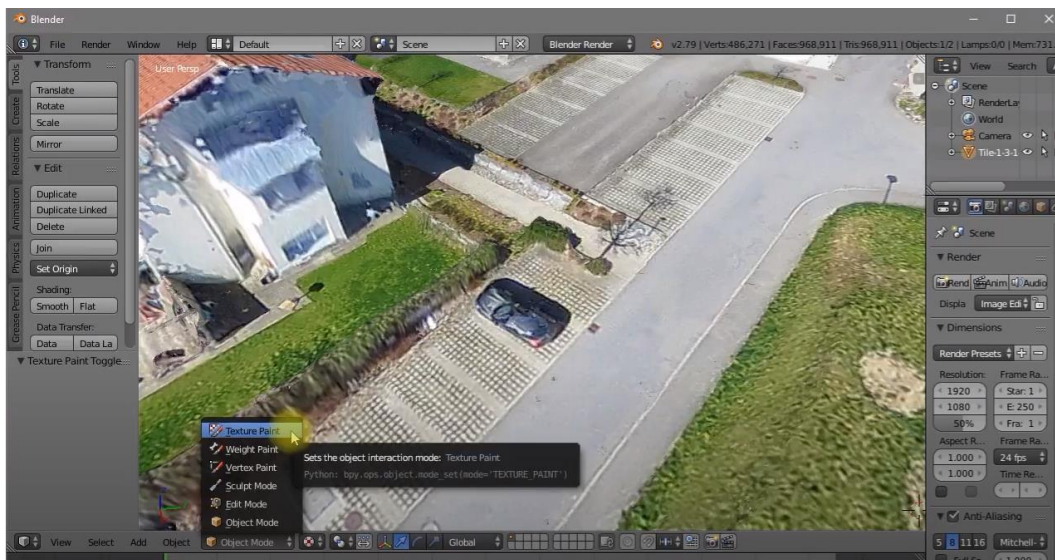 Blender
File Render Window Help Default Scene Blender Render v2.79 | Verts:486,271 | Faces:968,911 | Tris:968,911 | Objects:1/2 | Lamps:0/0 | Mem:731
Tools
Create
Relations
Animation
Physics
Grease Pencil
Transform
Translate
Rotate
Scale
Mirror
Edit
Duplicate
Duplicate Linked
Delete
Join
Set Origin
Shading:
Smooth Flat
Data Transfer:
Data Data La
Texture Paint Toggle...
User Persp
Texture Paint
Weight Paint
Vertex Paint
Sculpt Mode
Edit Mode
Object Mode
Sets the object interaction mode: Texture Paint
Python: bpy.ops.object.mode_set(mode='TEXTURE_PAINT')
View Select Add Object Object Mode Global
View Search
Scene
RenderLay
World
Camera
Tile-1-3-1
Scene
Render
Rend Anim Audio
Displa Image Edi
Dimensions
Render Presets
Resolution: Frame Ra...
1920 Star: 1
1080 E: 250
50% Fra: 1
Aspect R... Frame Ra...
1.000 24 fps
1.000 Time Re...
Anti-Aliasing
5 8 11 16 Mitchell-